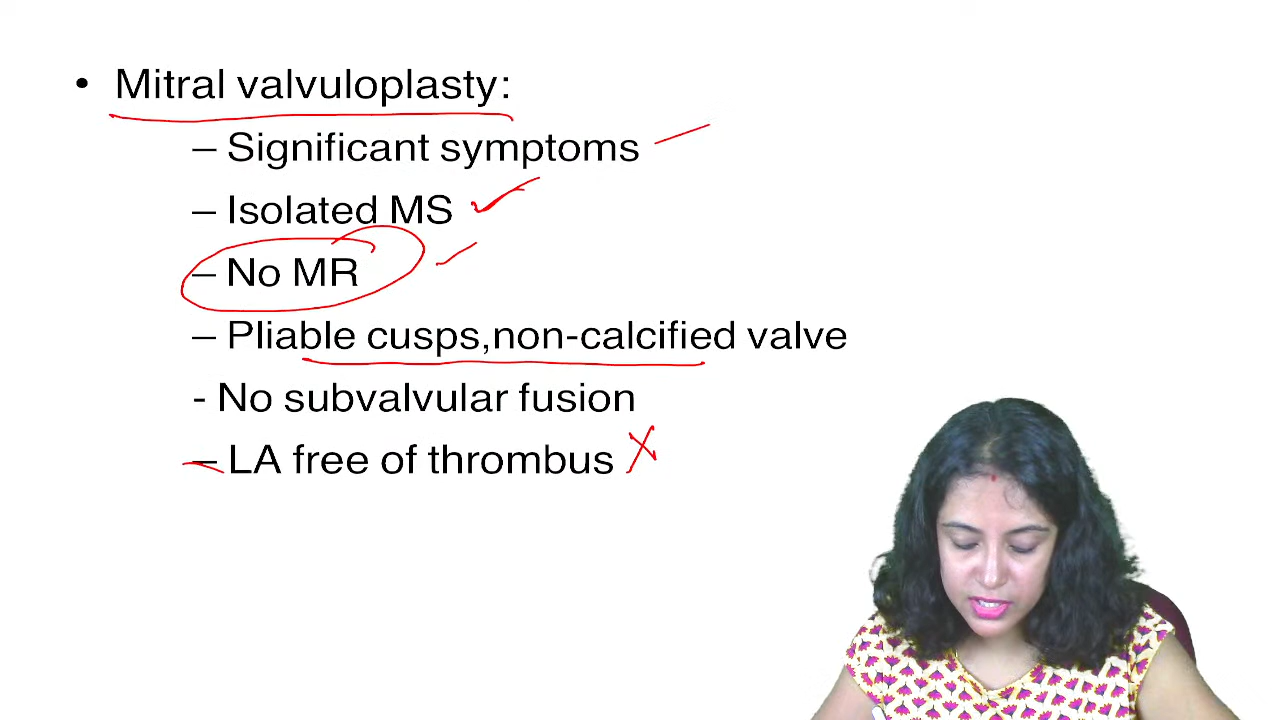 • Mitral valvuloplasty:
– Significant symptoms
– Isolated MS
– No MR
– Pliable cusps,non-calcified valve
- No subvalvular fusion
– LA free of thrombus